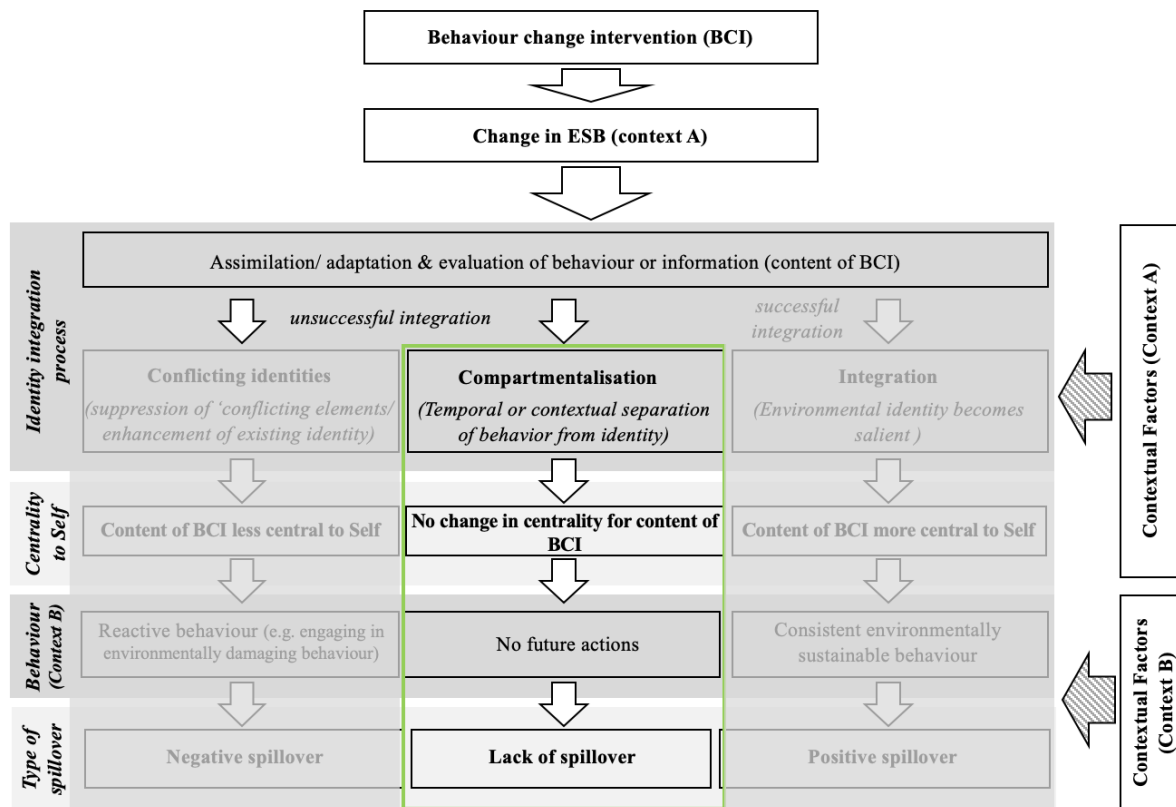 Behaviour change intervention (BCI)
Change in ESB (context A)
Identity integration
process
Assimilation/ adaptation & evaluation of behaviour or information (content of BCI)
unsuccessful integration
successful
integration
Conflicting identities
(suppression of ‘conflicting elements/
enhancement of existing identity)
Compartmentalisation
(Temporal or contextual separation
of behavior from identity)
Integration
(Environmental identity becomes
salient )
Contextual Factors (Context A)
Centrality
to Self
Content of BCI less central to Self
No change in centrality for content of
BCI
Content of BCI more central to Self
Behaviour
(Context B)
Reactive behaviour (e.g. engaging in
environmentally damaging behaviour)
No future actions
Consistent environmentally
sustainable behaviour
Contextual Factors
(Context B)
Type of
spillover
Negative spillover
Lack of spillover
Positive spillover